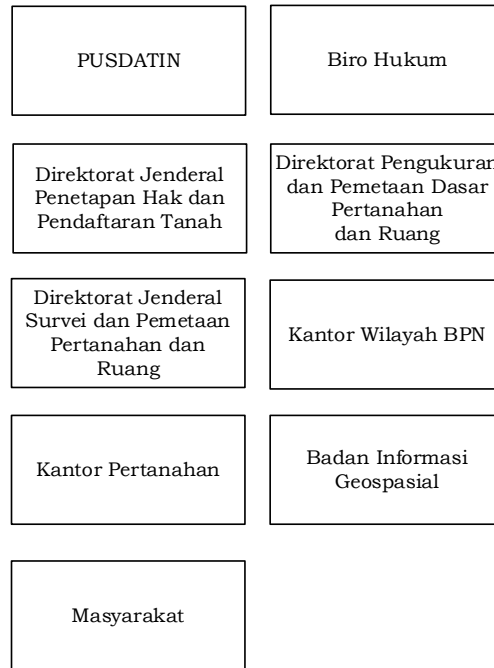 PUSDATIN
Biro Hukum
Direktorat Jenderal
Penetapan Hak dan
Pendaftaran Tanah
Direktorat Pengukuran
dan Pemetaan Dasar
Pertanahan
dan Ruang
Direktorat Jenderal
Survei dan Pemetaan
Pertanahan dan
Ruang
Kantor Wilayah BPN
Kantor Pertanahan
Badan Informasi
Geospasial
Masyarakat